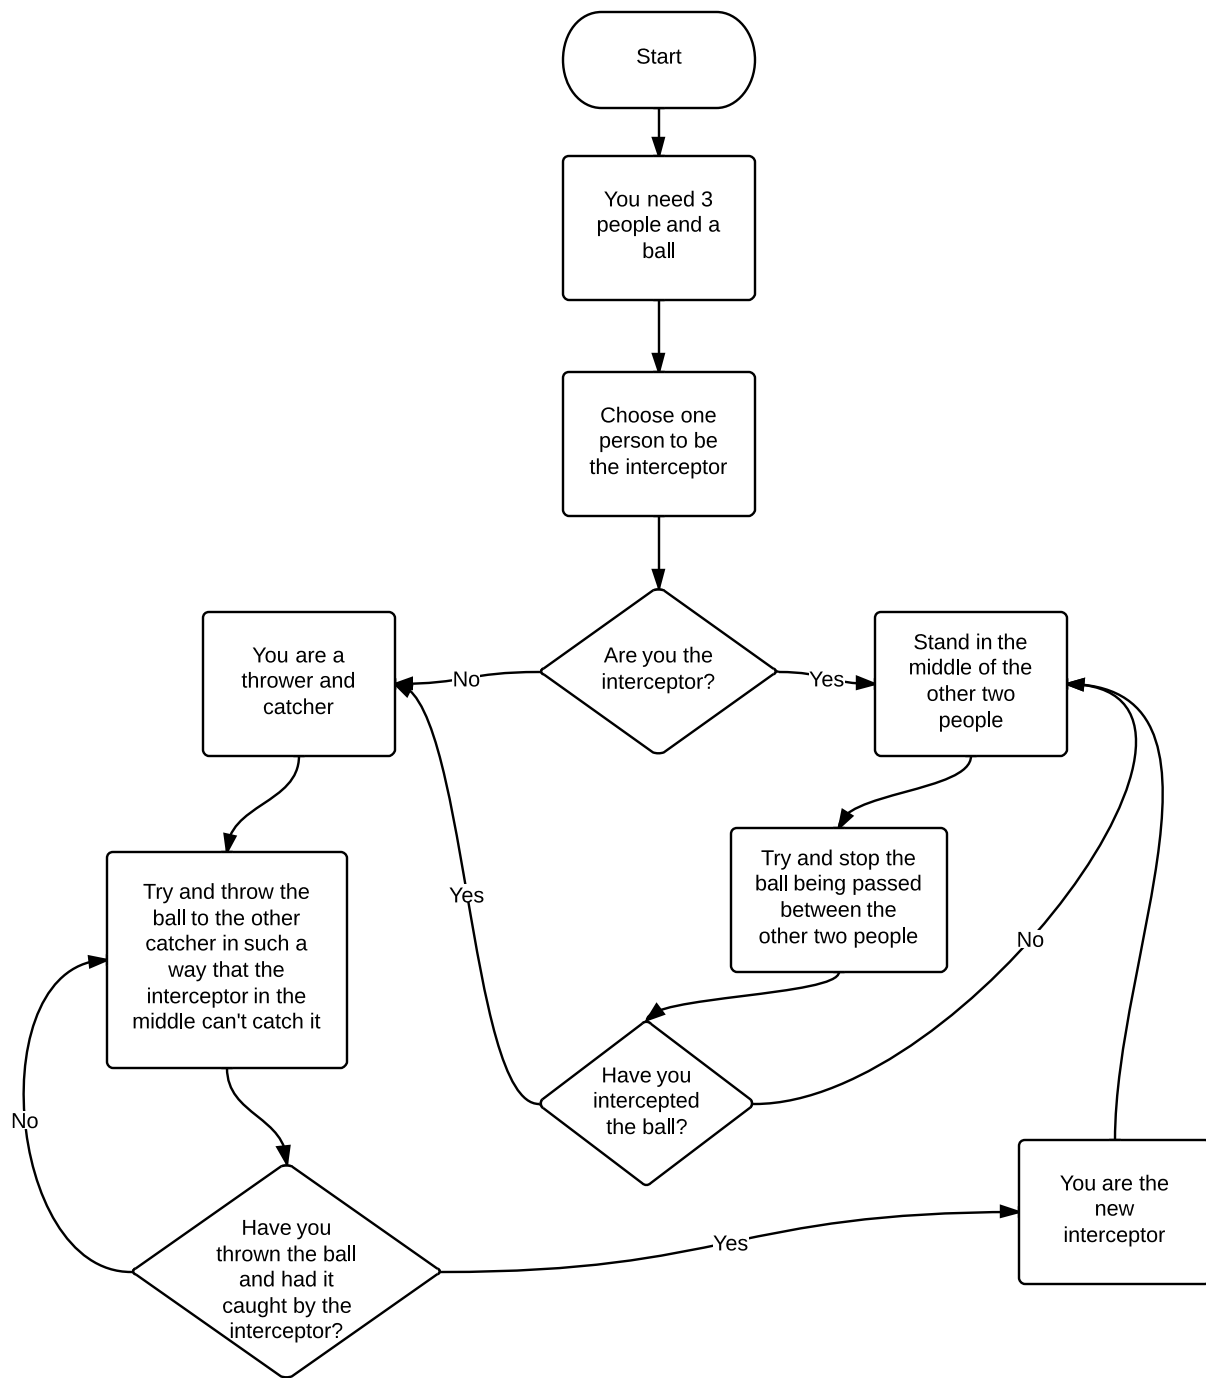 Start
You need 3
people and a
ball
Choose one
person to be
the interceptor
Are you the
interceptor?
No
Yes
You are a
thrower and
catcher
Stand in the
middle of the
other two
people
Try and throw the
ball to the other
catcher in such a
way that the
interceptor in the
middle can't catch it
Yes
Try and stop the
ball being passed
between the
other two people
No
Have you
intercepted
the ball?
No
Have you
thrown the ball
and had it
caught by the
interceptor?
Yes
You are the
new
interceptor